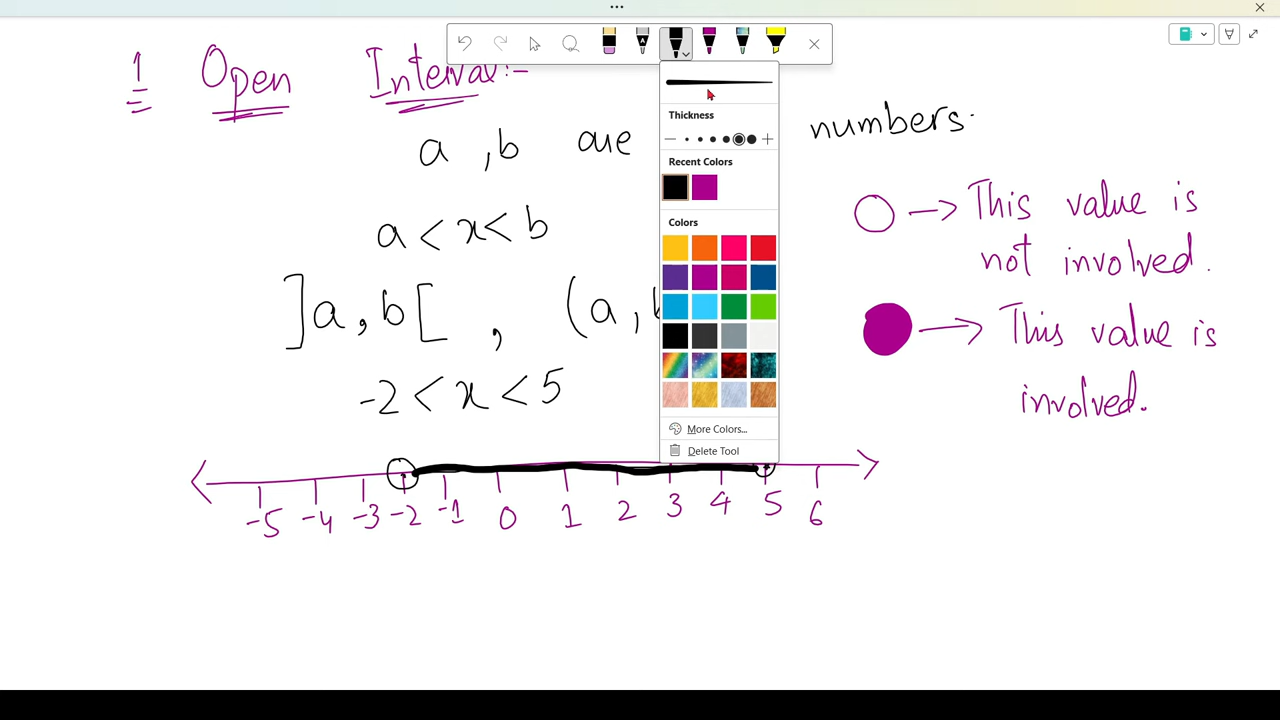 1 Open Interval:-
a , b are numbers.
a < x < b
]a, b[ , (a,
-2 < x < 5
-5 -4 -3 -2 -1 0 1 2 3 4 5 6
○ → This value is
not involved.
● → This value is
involved.
Thickness
Recent Colors
Colors
More Colors...
Delete Tool